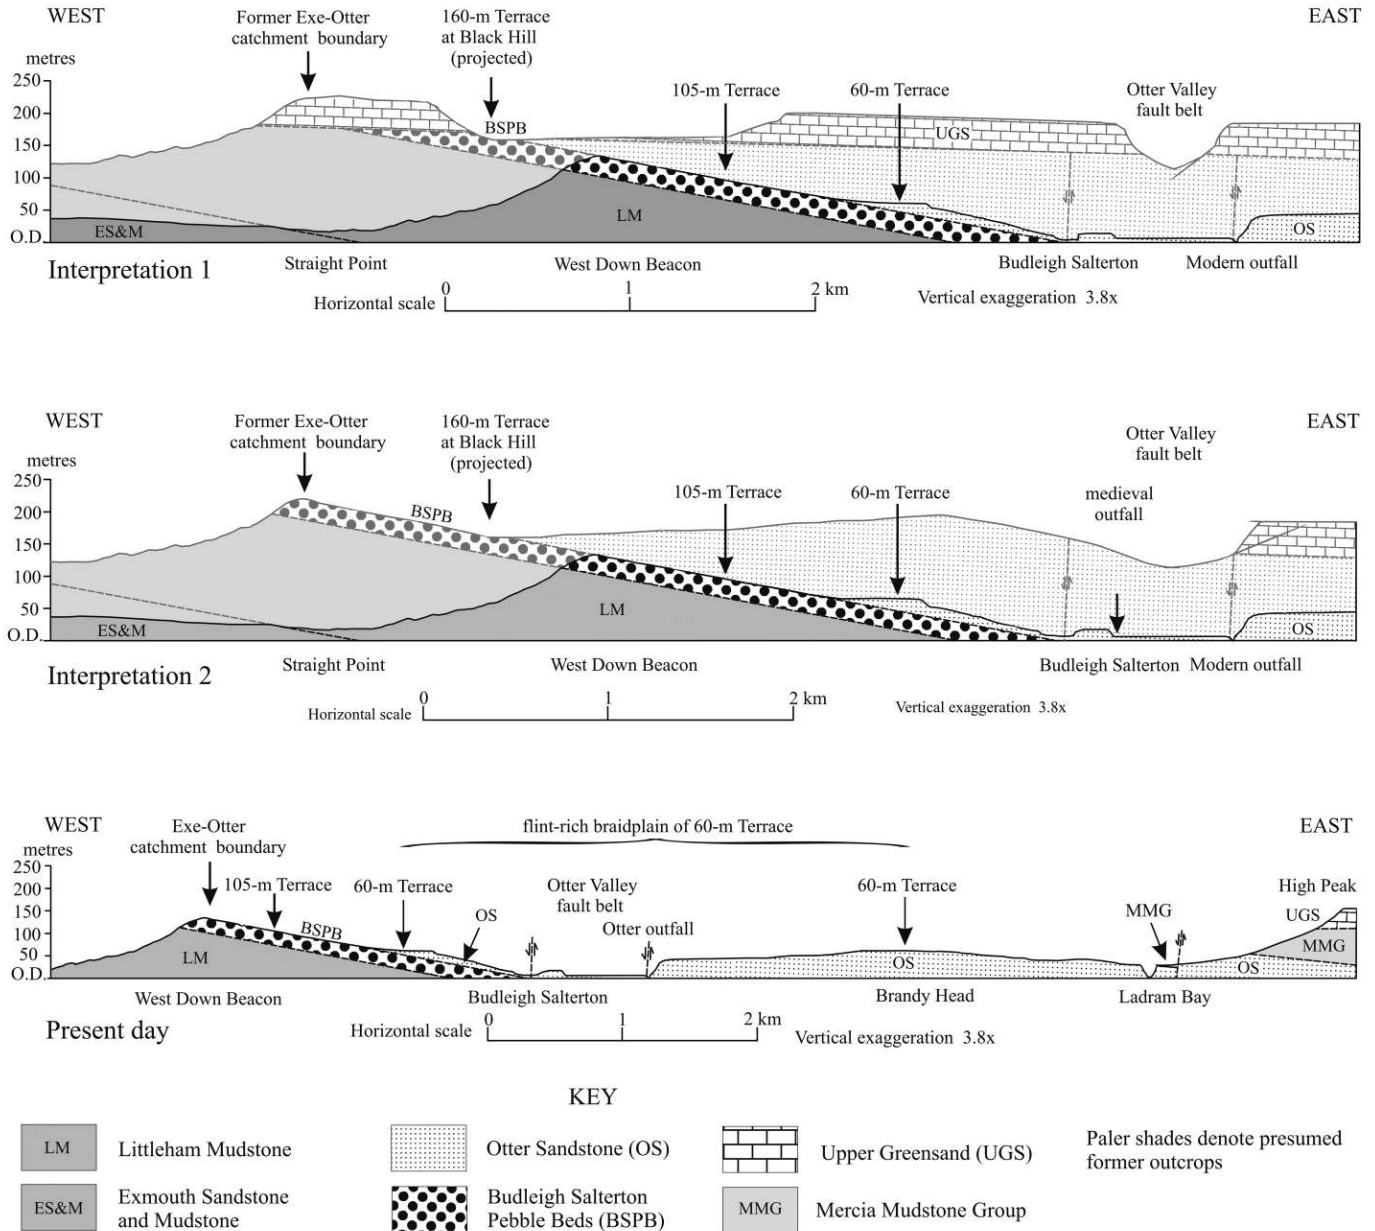 WEST
EAST
Former Exe-Otter
catchment boundary
160-m Terrace
at Black Hill
(projected)
metres
250
200
150
100
50
O.D.
105-m Terrace
60-m Terrace
Otter Valley
fault belt
BSPB
UGS
LM
ES&M
OS
Straight Point
West Down Beacon
Budleigh Salterton
Modern outfall
Interpretation 1
Horizontal scale
0
1
2 km
Vertical exaggeration 3.8x
WEST
EAST
Former Exe-Otter
catchment boundary
160-m Terrace
at Black Hill
(projected)
Otter Valley
fault belt
metres
250
200
150
100
50
O.D.
105-m Terrace
60-m Terrace
medieval
outfall
BSPB
LM
ES&M
OS
Straight Point
West Down Beacon
Budleigh Salterton
Modern outfall
Interpretation 2
Horizontal scale
0
1
2 km
Vertical exaggeration 3.8x
WEST
EAST
Exe-Otter
catchment boundary
flint-rich braidplain of 60-m Terrace
metres
250
200
150
100
50
O.D.
105-m Terrace
60-m Terrace
Otter Valley
fault belt
60-m Terrace
High Peak
OS
Otter outfall
MMG
UGS
BSPB
MMG
LM
OS
OS
West Down Beacon
Budleigh Salterton
Brandy Head
Ladram Bay
Present day
Horizontal scale
0
1
2 km
Vertical exaggeration 3.8x
KEY
LM
Littleham Mudstone
Otter Sandstone (OS)
Upper Greensand (UGS)
Paler shades denote presumed
former outcrops
ES&M
Exmouth Sandstone
and Mudstone
Budleigh Salterton
Pebble Beds (BSPB)
MMG
Mercia Mudstone Group